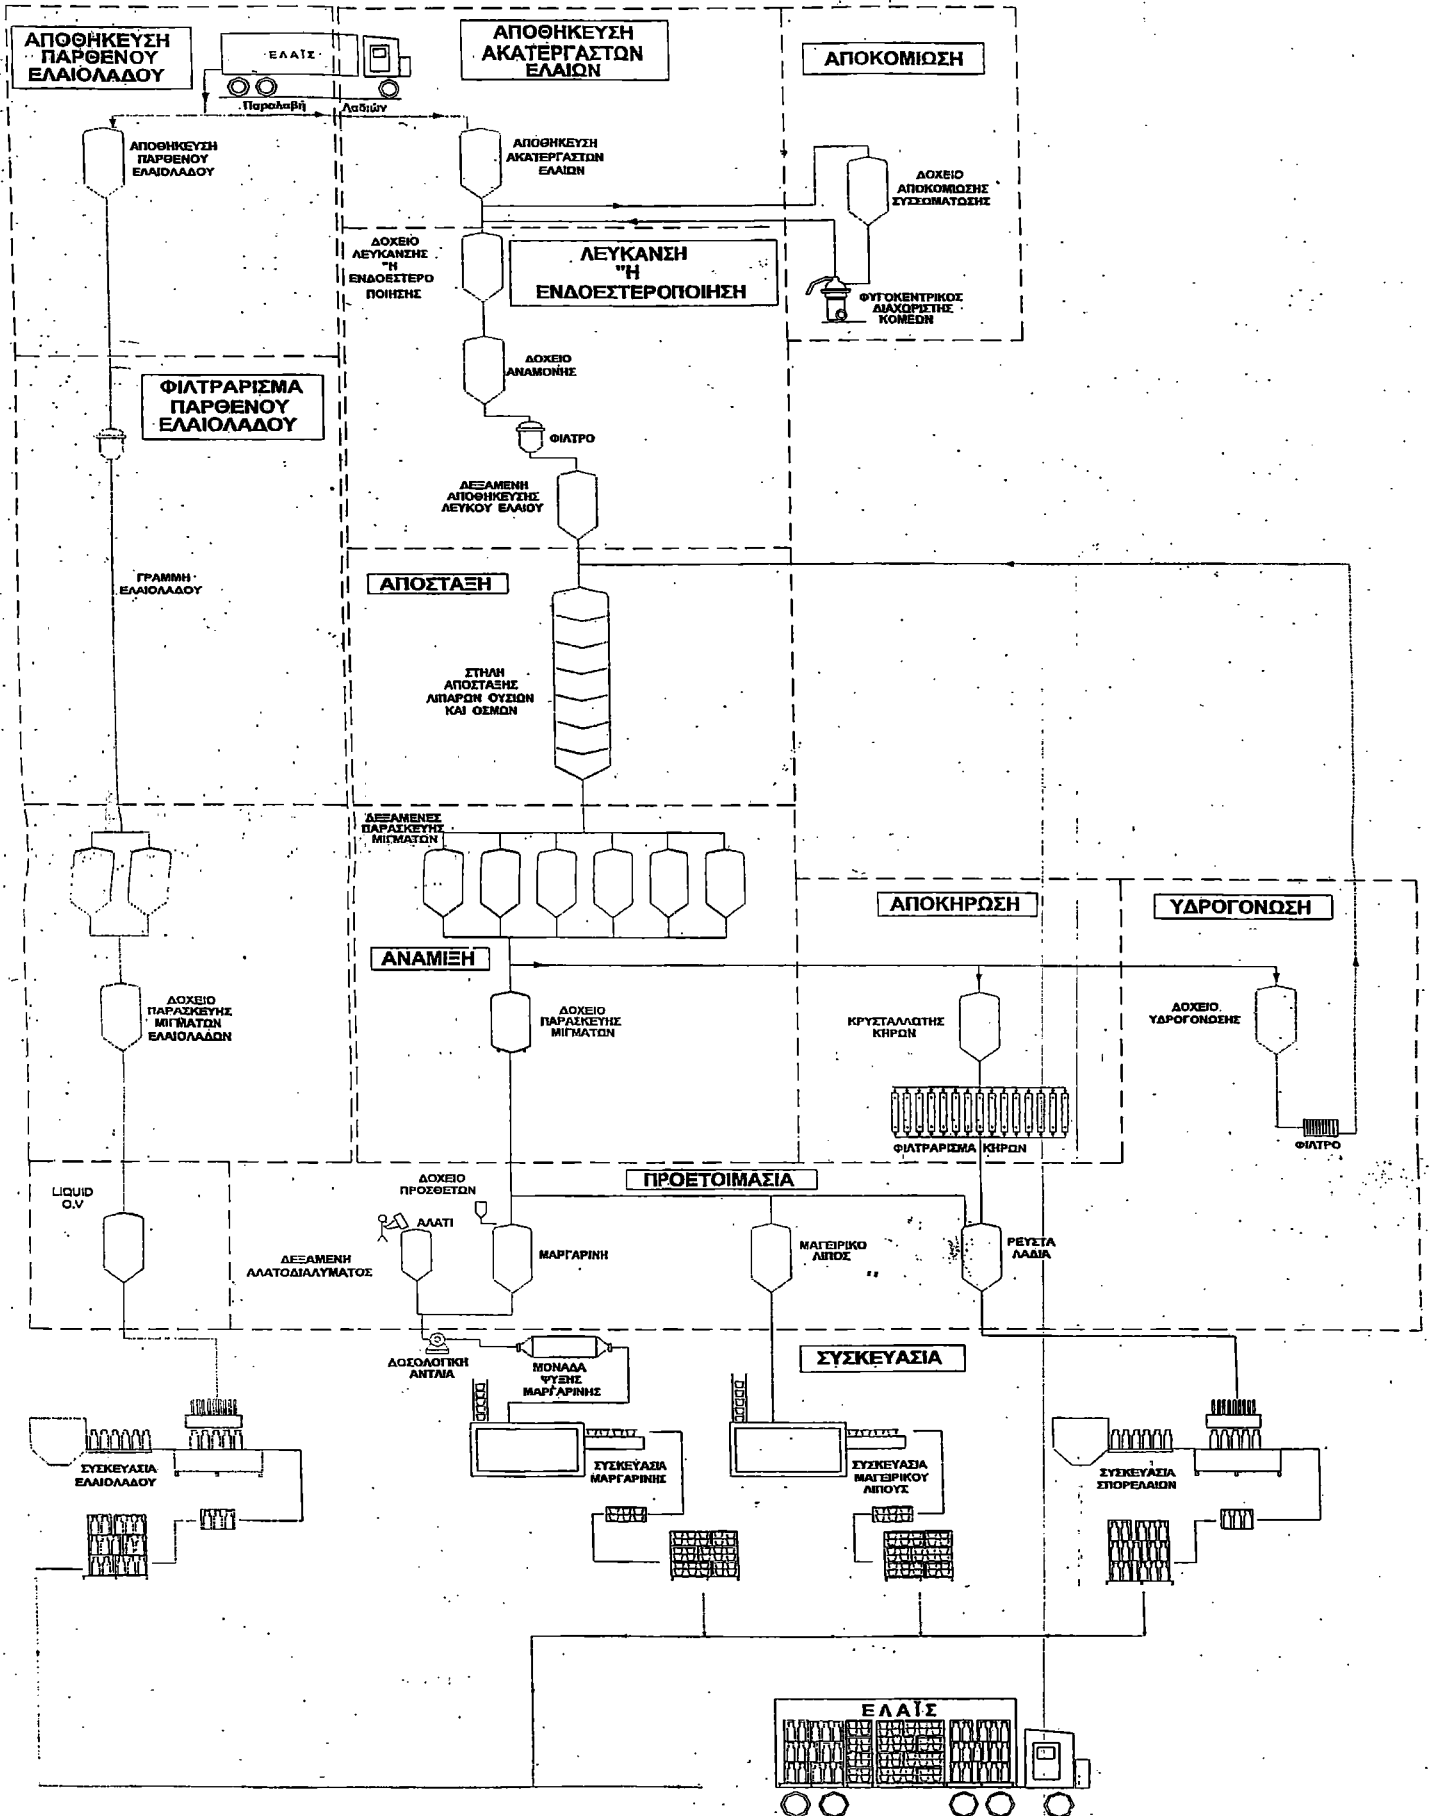 ΑΠΟΘΗΚΕΥΣΗ
ΠΑΡΘΕΝΟΥ
ΕΛΑΙΟΛΑΔΟΥ
ΕΛΑΪΣ
Παραλαβή Λαδιών
ΑΠΟΘΗΚΕΥΣΗ
ΑΚΑΤΕΡΓΑΣΤΩΝ
ΕΛΑΙΩΝ
ΑΠΟΚΟΜΙΩΣΗ
ΑΠΟΘΗΚΕΥΣΗ
ΠΑΡΘΕΝΟΥ
ΕΛΑΙΟΛΑΔΟΥ
ΑΠΟΘΗΚΕΥΣΗ
ΑΚΑΤΕΡΓΑΣΤΩΝ
ΕΛΑΙΩΝ
ΔΟΧΕΙΟ
ΑΠΟΚΟΜΙΩΣΗΣ
ΣΥΣΣΩΜΑΤΩΣΗΣ
ΔΟΧΕΙΟ
ΛΕΥΚΑΝΣΗΣ
"Η
ΕΝΔΟΕΣΤΕΡΟ
ΠΟΙΗΣΗΣ
ΛΕΥΚΑΝΣΗ
"Η
ΕΝΔΟΕΣΤΕΡΟΠΟΙΗΣΗ
ΦΥΓΟΚΕΝΤΡΙΚΟΣ
ΔΙΑΧΩΡΙΣΤΗΣ
ΚΟΜΕΩΝ
ΔΟΧΕΙΟ
ΑΝΑΜΟΝΗΣ
ΦΙΛΤΡΑΡΙΣΜΑ
ΠΑΡΘΕΝΟΥ
ΕΛΑΙΟΛΑΔΟΥ
ΦΙΛΤΡΟ
ΔΕΞΑΜΕΝΗ
ΑΠΟΘΗΚΕΥΣΗΣ
ΛΕΥΚΟΥ ΕΛΑΙΟΥ
ΓΡΑΜΜΗ
ΕΛΑΙΟΛΑΔΟΥ
ΑΠΟΣΤΑΞΗ
ΣΤΗΛΗ
ΑΠΟΣΤΑΞΗΣ
ΛΙΠΑΡΩΝ ΟΥΣΙΩΝ
ΚΑΙ ΟΣΜΩΝ
ΔΕΞΑΜΕΝΕΣ
ΠΑΡΑΣΚΕΥΗΣ
ΜΙΓΜΑΤΩΝ
ΑΠΟΚΗΡΩΣΗ
ΥΔΡΟΓΟΝΩΣΗ
ΑΝΑΜΙΞΗ
ΔΟΧΕΙΟ
ΠΑΡΑΣΚΕΥΗΣ
ΜΙΓΜΑΤΩΝ
ΕΛΑΙΟΛΑΔΩΝ
ΔΟΧΕΙΟ
ΠΑΡΑΣΚΕΥΗΣ
ΜΙΓΜΑΤΩΝ
ΚΡΥΣΤΑΛΛΩΤΗΣ
ΚΗΡΩΝ
ΔΟΧΕΙΟ
ΥΔΡΟΓΟΝΩΣΗΣ
ΦΙΛΤΡΑΡΙΣΜΑ ΚΗΡΩΝ
ΦΙΛΤΡΟ
ΠΡΟΕΤΟΙΜΑΣΙΑ
LIQUID
O.V
ΔΟΧΕΙΟ
ΠΡΟΣΘΕΤΩΝ
ΑΛΑΤΙ
ΔΕΞΑΜΕΝΗ
ΑΛΑΤΟΔΙΑΛΥΜΑΤΟΣ
ΜΑΡΓΑΡΙΝΗ
ΜΑΓΕΙΡΙΚΟ
ΛΙΠΟΣ
ΡΕΥΣΤΑ
ΛΑΔΙΑ
ΔΟΣΟΛΟΓΙΚΗ
ΑΝΤΛΙΑ
ΜΟΝΑΔΑ
ΨΥΞΗΣ
ΜΑΡΓΑΡΙΝΗΣ
ΣΥΣΚΕΥΑΣΙΑ
ΣΥΣΚΕΥΑΣΙΑ
ΕΛΑΙΟΛΑΔΟΥ
ΣΥΣΚΕΥΑΣΙΑ
ΜΑΡΓΑΡΙΝΗΣ
ΣΥΣΚΕΥΑΣΙΑ
ΜΑΓΕΙΡΙΚΟΥ
ΛΙΠΟΥΣ
ΣΥΣΚΕΥΑΣΙΑ
ΣΠΟΡΕΛΑΙΩΝ
ΕΛΑΪΣ